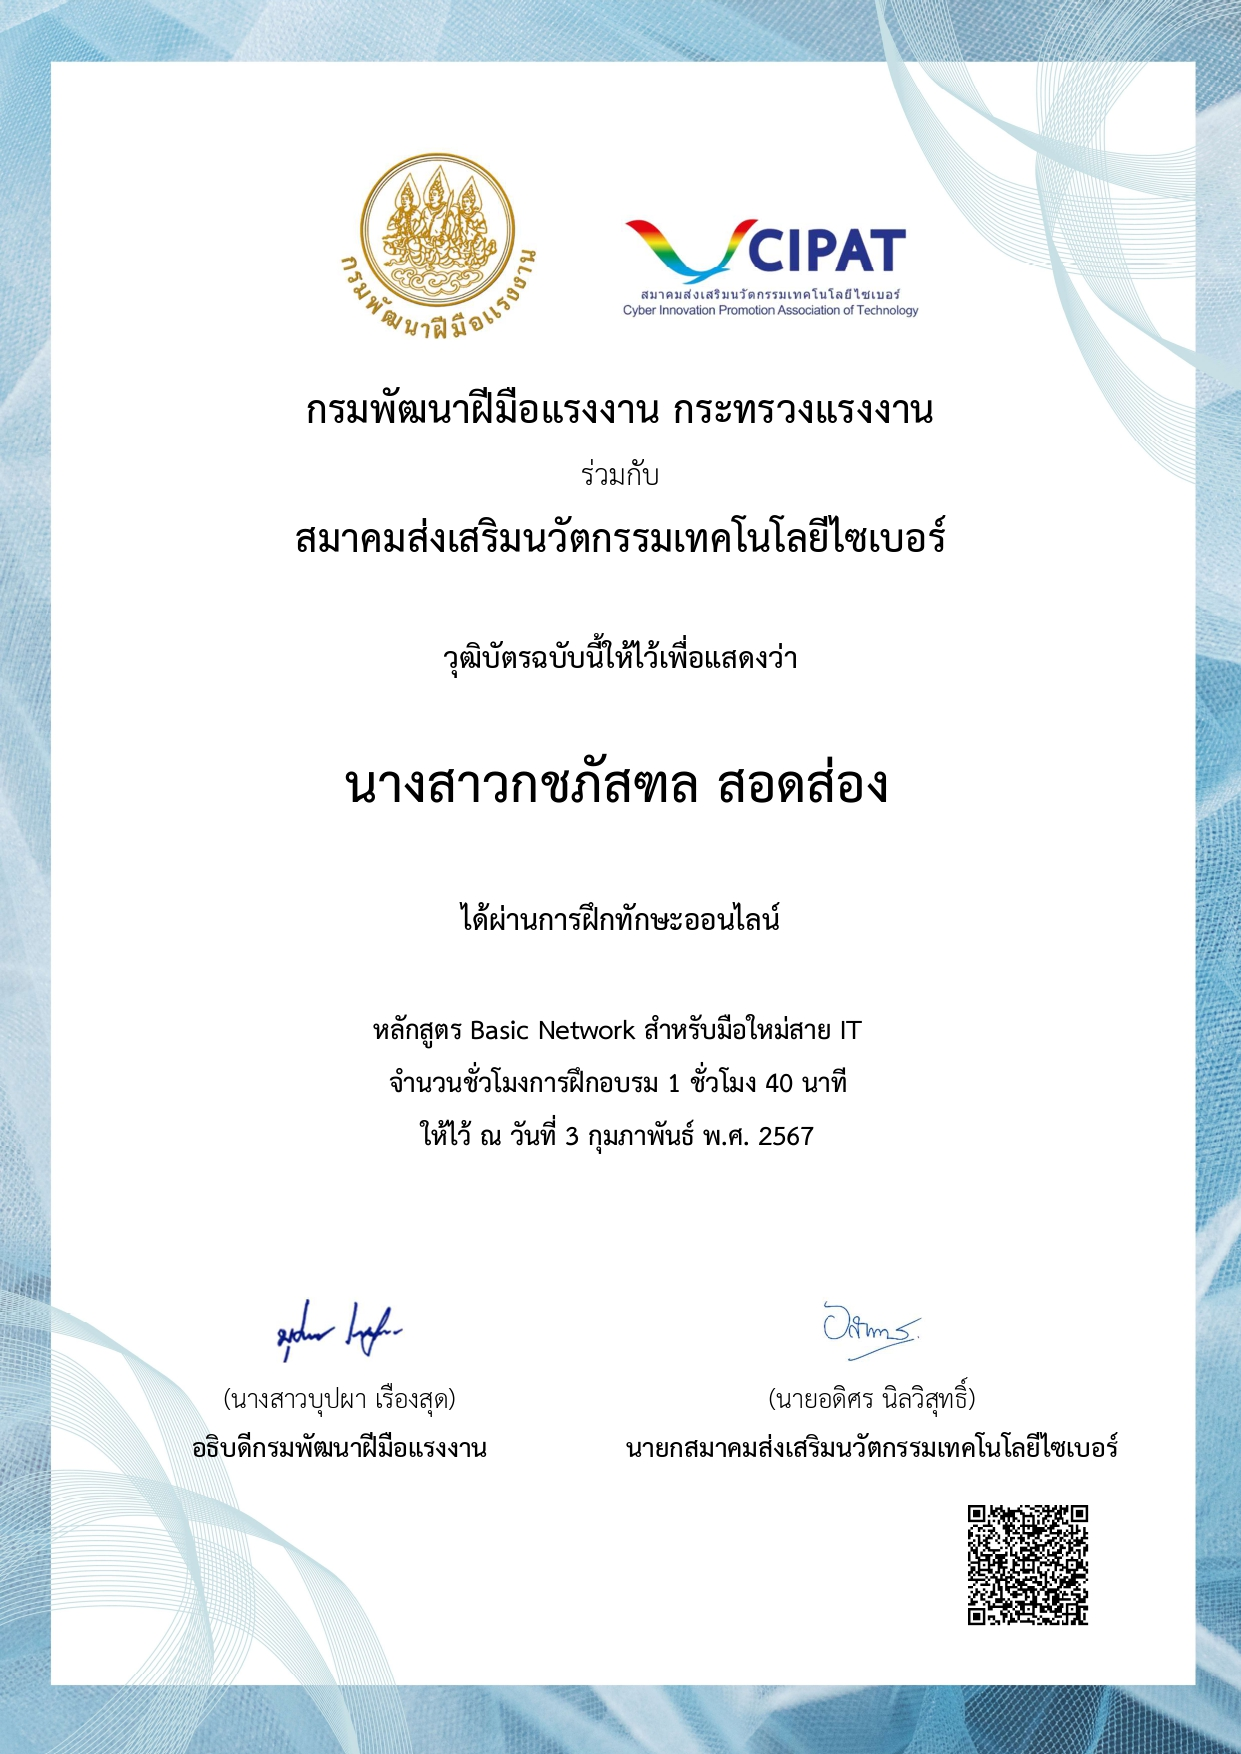 กรมพัฒนาฝีมือแรงงาน
CIPAT
สมาคมส่งเสริมนวัตกรรมเทคโนโลยีไซเบอร์
Cyber Innovation Promotion Association of Technology
กรมพัฒนาฝีมือแรงงาน กระทรวงแรงงาน
ร่วมกับ
สมาคมส่งเสริมนวัตกรรมเทคโนโลยีไซเบอร์
วุฒิบัตรฉบับนี้ให้ไว้เพื่อแสดงว่า
นางสาวกชภัสฑล สอดส่อง
ได้ผ่านการฝึกทักษะออนไลน์
หลักสูตร Basic Network สำหรับมือใหม่สาย IT
จำนวนชั่วโมงการฝึกอบรม 1 ชั่วโมง 40 นาที
ให้ไว้ ณ วันที่ 3 กุมภาพันธ์ พ.ศ. 2567
(นางสาวบุปผา เรืองสุด)
อธิบดีกรมพัฒนาฝีมือแรงงาน
(นายอดิศร นิลวิสุทธิ์)
นายกสมาคมส่งเสริมนวัตกรรมเทคโนโลยีไซเบอร์